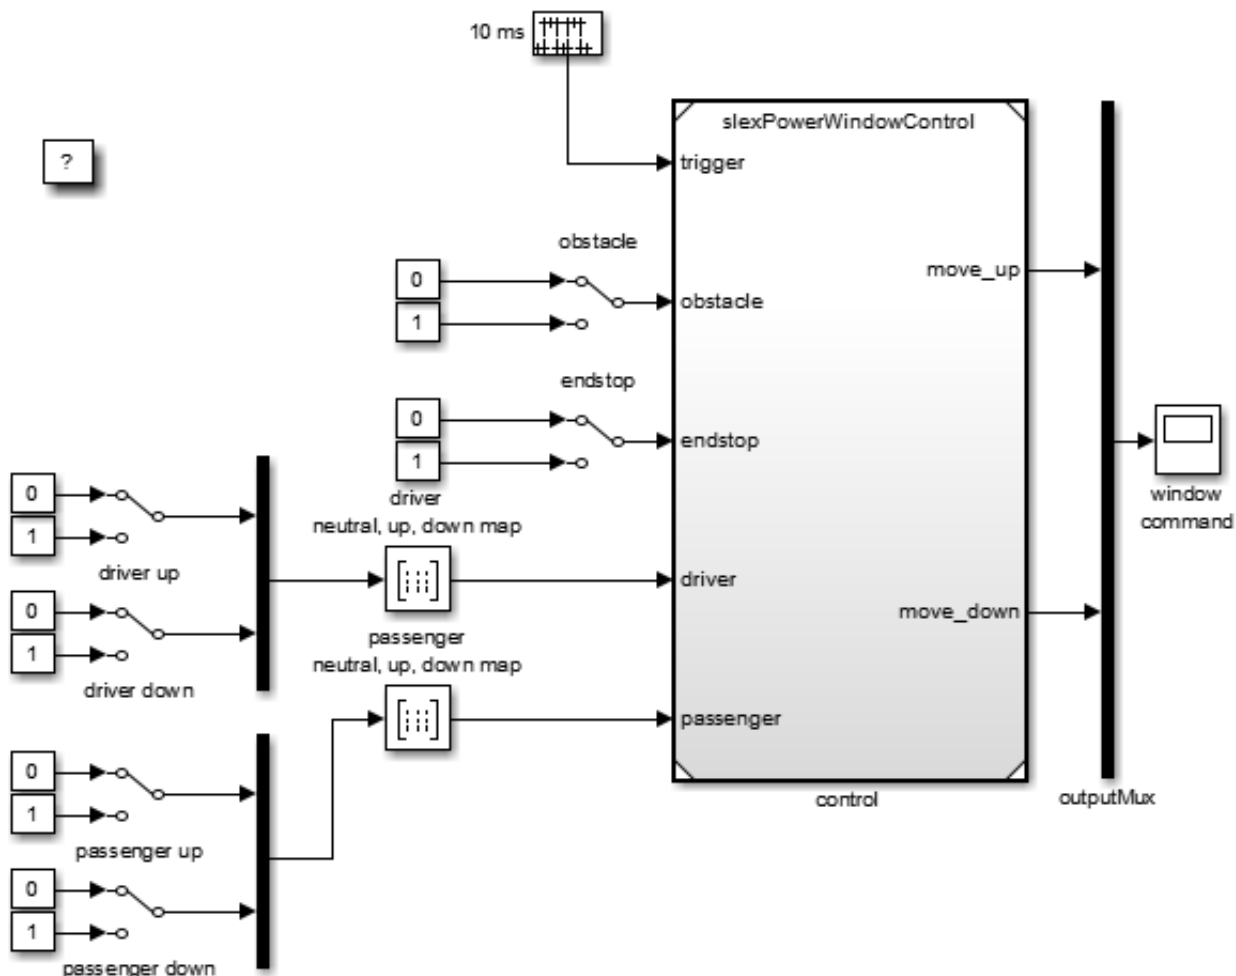 10 ms
slexPowerWindowControl
?
trigger
obstacle
0
1
obstacle
move_up
endstop
0
1
endstop
driver
neutral, up, down map
0
1
driver up
driver
window
command
0
1
driver down
passenger
neutral, up, down map
move_down
passenger
0
1
passenger up
control
outputMux
0
1
passenger down